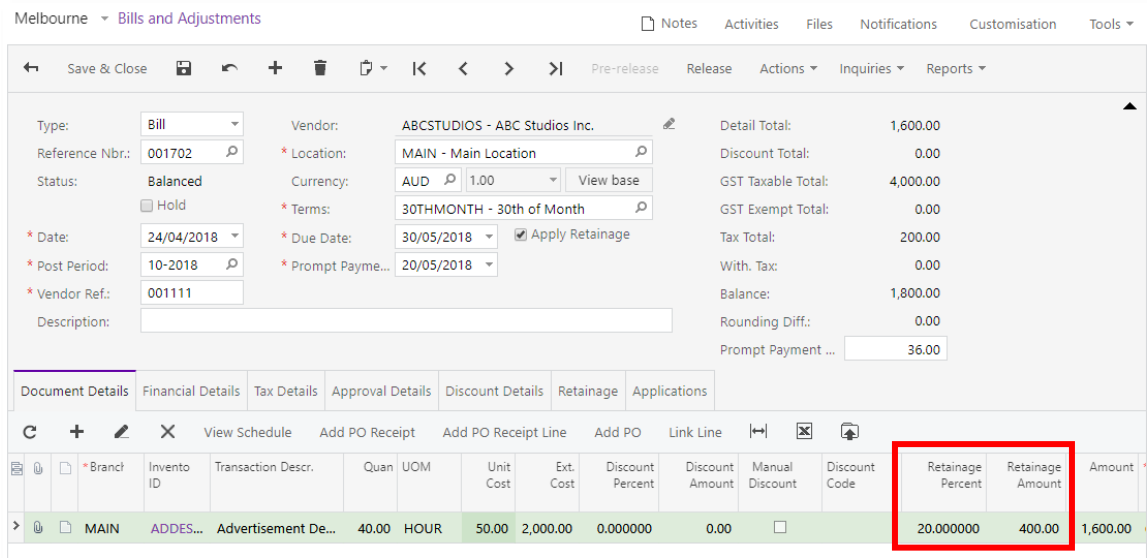 Melbourne Bills and Adjustments Notes Activities Files Notifications Customisation Tools
Save & Close Pre-release Release Actions Inquiries Reports
Type: Bill Vendor: ABCSTUDIOS - ABC Studios Inc. Detail Total: 1,600.00
Reference Nbr.: 001702 * Location: MAIN - Main Location Discount Total: 0.00
Status: Balanced Currency: AUD 1.00 View base GST Taxable Total: 4,000.00
Hold * Terms: 30THMONTH - 30th of Month GST Exempt Total: 0.00
* Date: 24/04/2018 * Due Date: 30/05/2018 Apply Retainage Tax Total: 200.00
* Post Period: 10-2018 * Prompt Payme... 20/05/2018 With. Tax: 0.00
* Vendor Ref.: 001111 Balance: 1,800.00
Description: Rounding Diff.: 0.00
Prompt Payment ... 36.00
Document Details Financial Details Tax Details Approval Details Discount Details Retainage Applications
View Schedule Add PO Receipt Add PO Receipt Line Add PO Link Line
* Branch Invento Transaction Descr. Quan UOM Unit Ext. Discount Discount Manual Discount Retainage Retainage Amount *
ID Cost Cost Percent Amount Discount Code Percent Amount
MAIN ADDES... Advertisement De... 40.00 HOUR 50.00 2,000.00 0.000000 0.00 20.000000 400.00 1,600.00